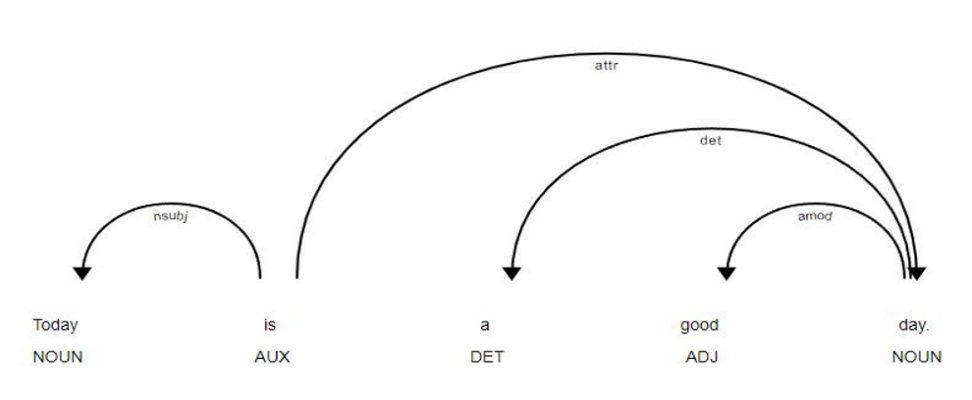 attr
det
nsubj amod
Today is a good day.
NOUN AUX DET ADJ NOUN